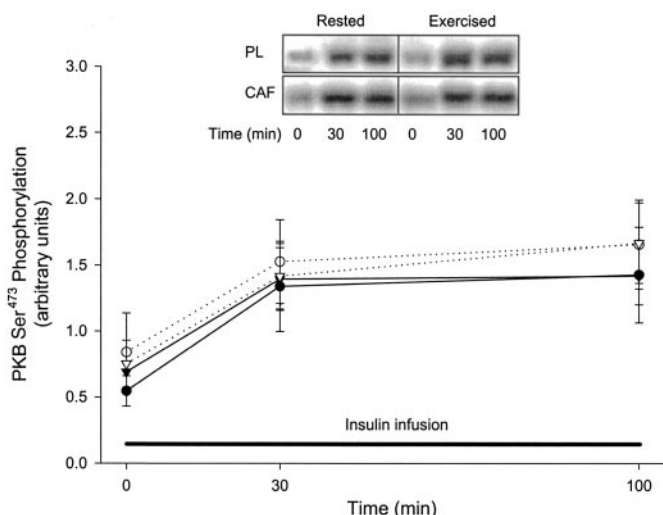 Rested Exercised
PL
CAF
Time (min) 0 30 100 0 30 100
3.0
2.5
2.0
1.5
1.0
0.5
0.0
PKB Ser473 Phosphorylation
(arbitrary units)
Insulin infusion
0 30 100
Time (min)